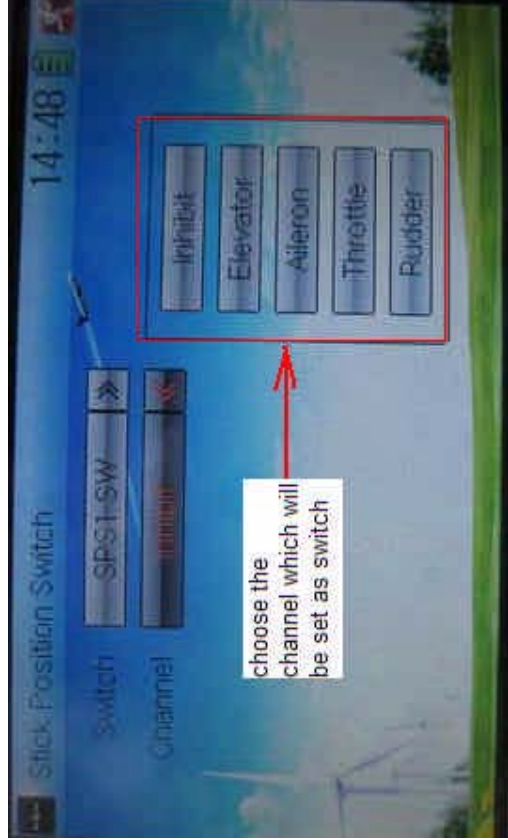 Stick Position Switch 14:48
Switch SPS1-SW
Channel Inhibit
Inhibit
Elevator
Aileron
Throttle
Rudder
choose the
channel which will
be set as switch